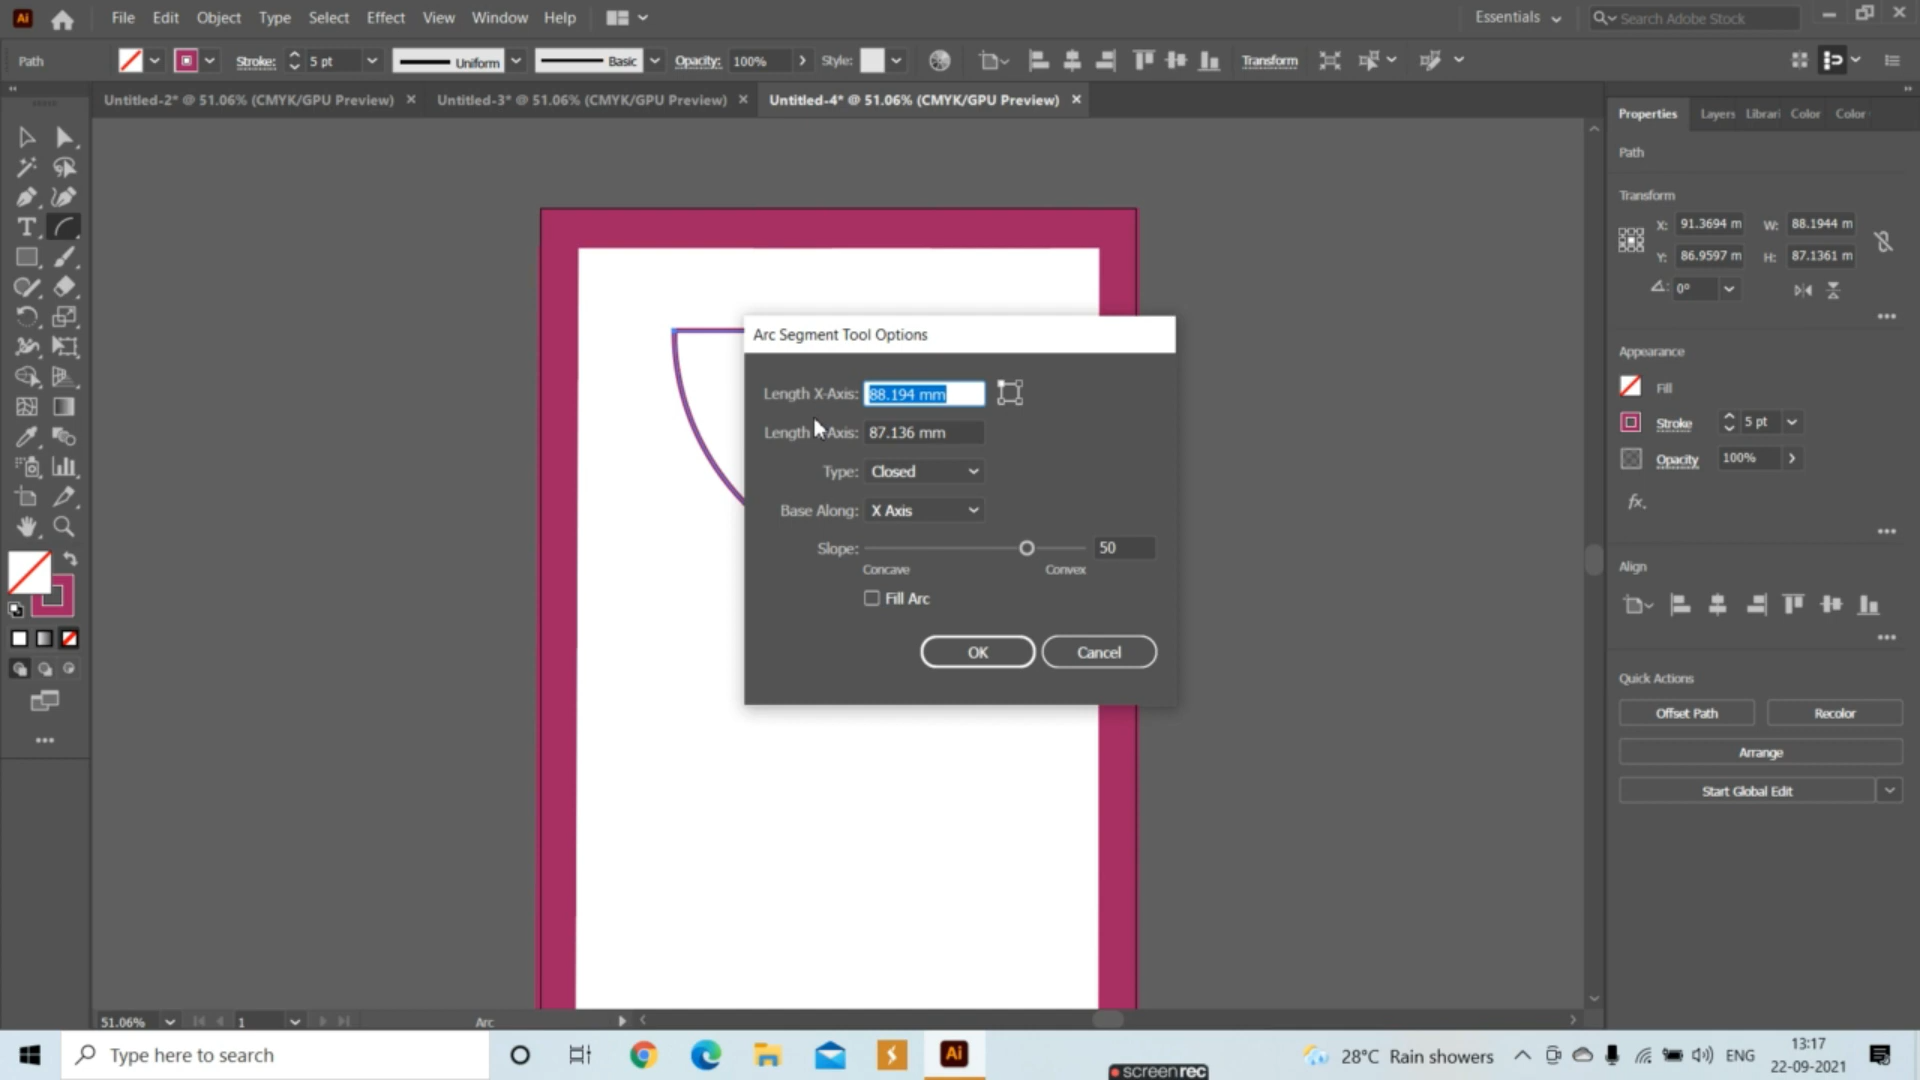 Ai File Edit Object Type Select Effect View Window Help Essentials Search Adobe Stock
Path Stroke: 5 pt Uniform Basic Opacity: 100% Style: Transform
Untitled-2* @ 51.06% (CMYK/GPU Preview) × Untitled-3* @ 51.06% (CMYK/GPU Preview) × Untitled-4* @ 51.06% (CMYK/GPU Preview) ×
Properties Layers Librari Color Color
Path
Transform
X: 91.3694 m W: 88.1944 m
Y: 86.9597 m H: 87.1361 m
0°
Appearance
Fill
Stroke 5 pt
Opacity 100%
fx.
Align
Quick Actions
Offset Path Recolor
Arrange
Start Global Edit
Arc Segment Tool Options
Length X-Axis: 88.194 mm
Length -Axis: 87.136 mm
Type: Closed
Base Along: X Axis
Slope: 50
Concave Convex
Fill Arc
OK Cancel
51.06% 1 Arc
Type here to search
Ai
28°C Rain showers
ENG
13:17
22-09-2021
screenrec